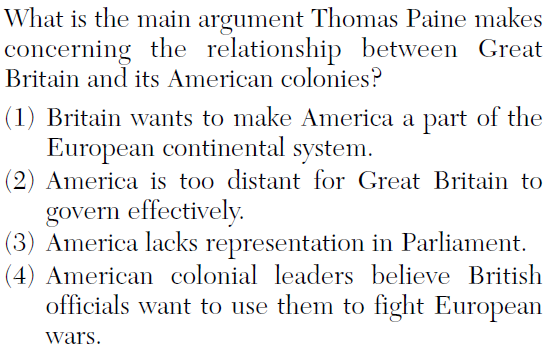 What is the main argument Thomas Paine makes
concerning the relationship between Great
Britain and its American colonies?
(1) Britain wants to make America a part of the
European continental system.
(2) America is too distant for Great Britain to
govern effectively.
(3) America lacks representation in Parliament.
(4) American colonial leaders believe British
officials want to use them to fight European
wars.